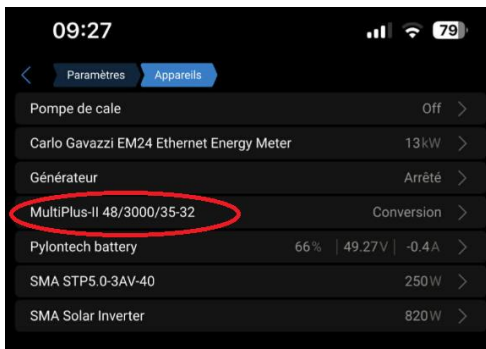 09:27
79
Paramètres Appareils
Pompe de cale Off
Carlo Gavazzi EM24 Ethernet Energy Meter 13kW
Générateur Arrêté
MultiPlus-II 48/3000/35-32 Conversion
Pylontech battery 66% 49.27V -0.4A
SMA STP5.0-3AV-40 250W
SMA Solar Inverter 820W